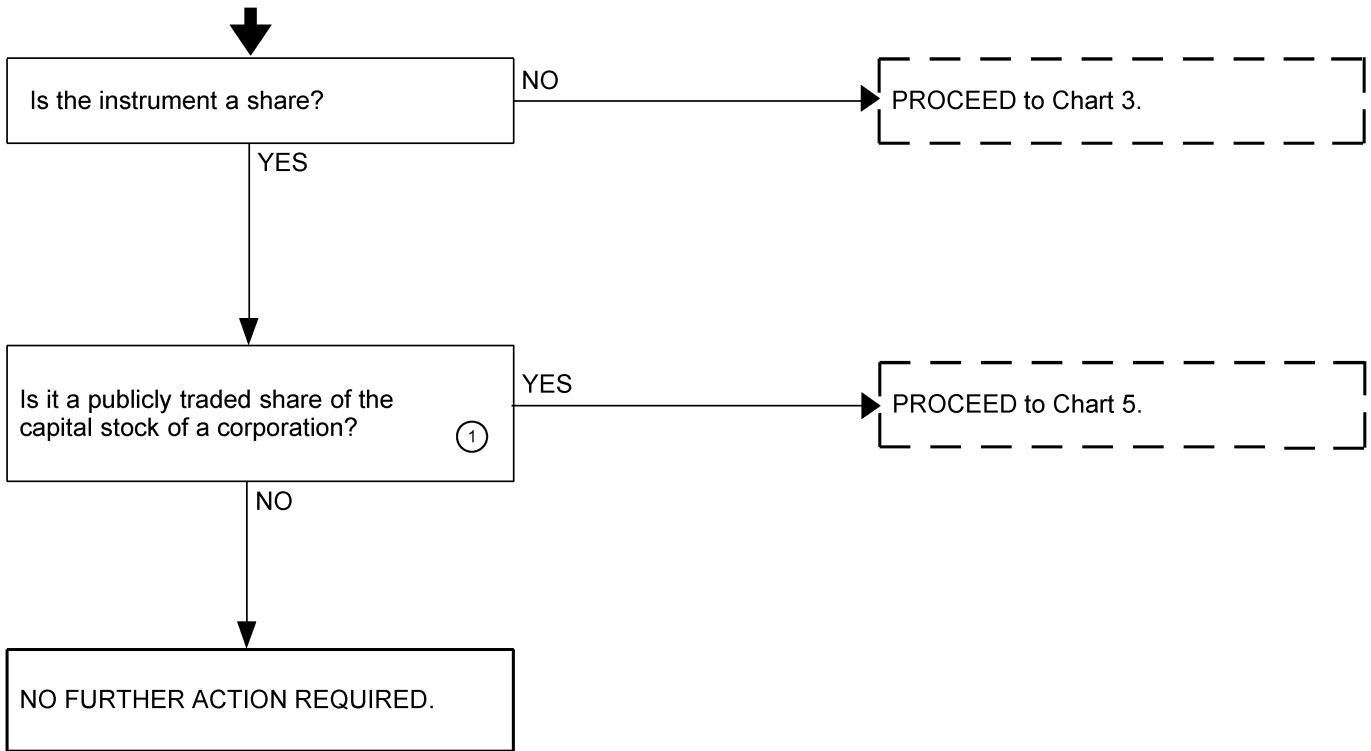 Is the instrument a share?
NO
PROCEED to Chart 3.
YES
Is it a publicly traded share of the
capital stock of a corporation?
1
YES
PROCEED to Chart 5.
NO
NO FURTHER ACTION REQUIRED.